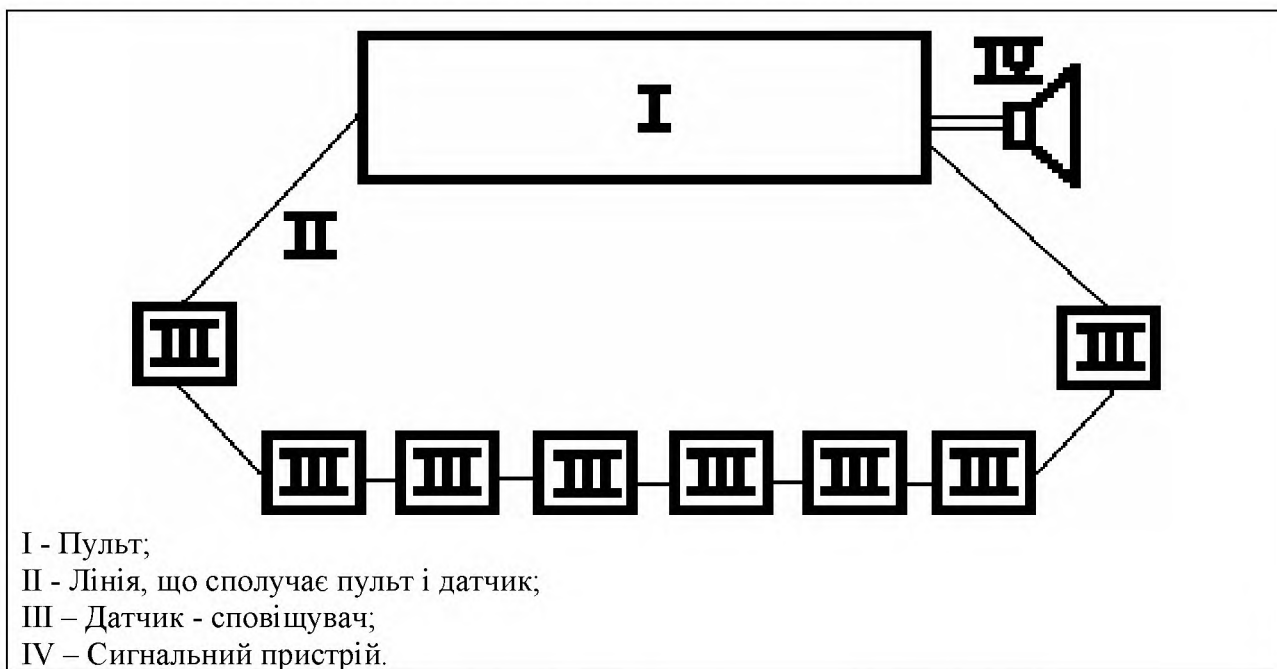 I
IV
II
III
III
III
III
III
III
III
III
I - Пульт;
II - Лінія, що сполучає пульт і датчик;
III – Датчик - сповіщувач;
IV – Сигнальний пристрій.